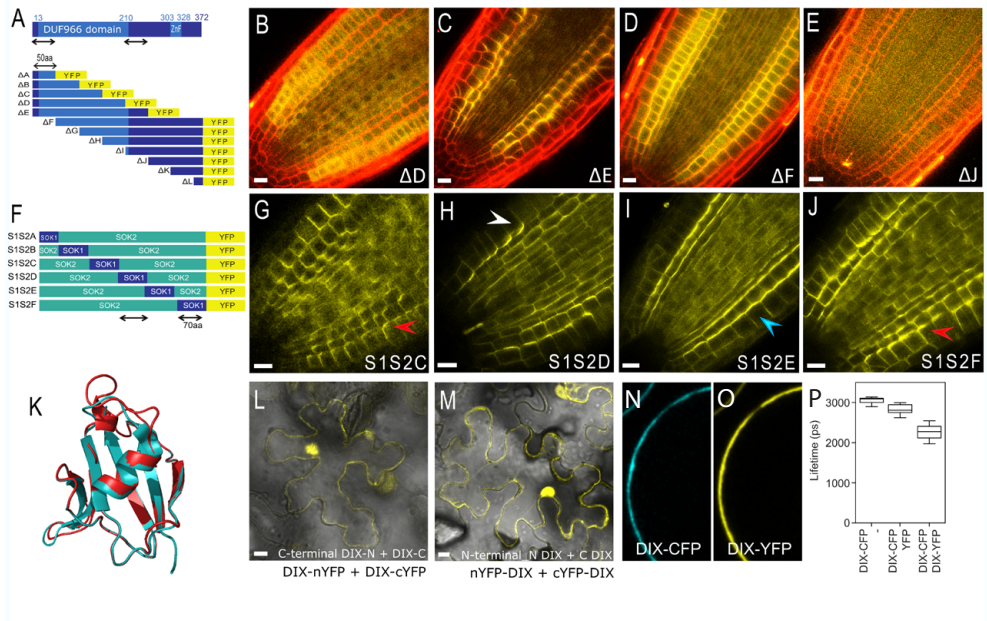 A
13 210 303 328 372
DUF966 domain ZnF
50aa
ΔA YFP
ΔB YFP
ΔC YFP
ΔD YFP
ΔE YFP
ΔF YFP
ΔG YFP
ΔH YFP
ΔI YFP
ΔJ YFP
ΔK YFP
ΔL YFP
B
ΔD
C
ΔE
D
ΔF
E
ΔJ
F
S1S2A SOK1 SOK2 YFP
S1S2B SOK2 SOK1 SOK2 YFP
S1S2C SOK2 SOK1 SOK2 YFP
S1S2D SOK2 SOK1 SOK2 YFP
S1S2E SOK2 SOK1 SOK2 YFP
S1S2F SOK2 SOK1 YFP
70aa
G
S1S2C
H
S1S2D
I
S1S2E
J
S1S2F
K
L
C-terminal DIX-N + DIX-C
DIX-nYFP + DIX-cYFP
M
N-terminal N DIX + C DIX
nYFP-DIX + cYFP-DIX
N
DIX-CFP
O
DIX-YFP
P
Lifetime (ps)
3000
2000
1000
0
DIX-CFP
-
DIX-CFP
YFP
DIX-CFP
DIX-YFP